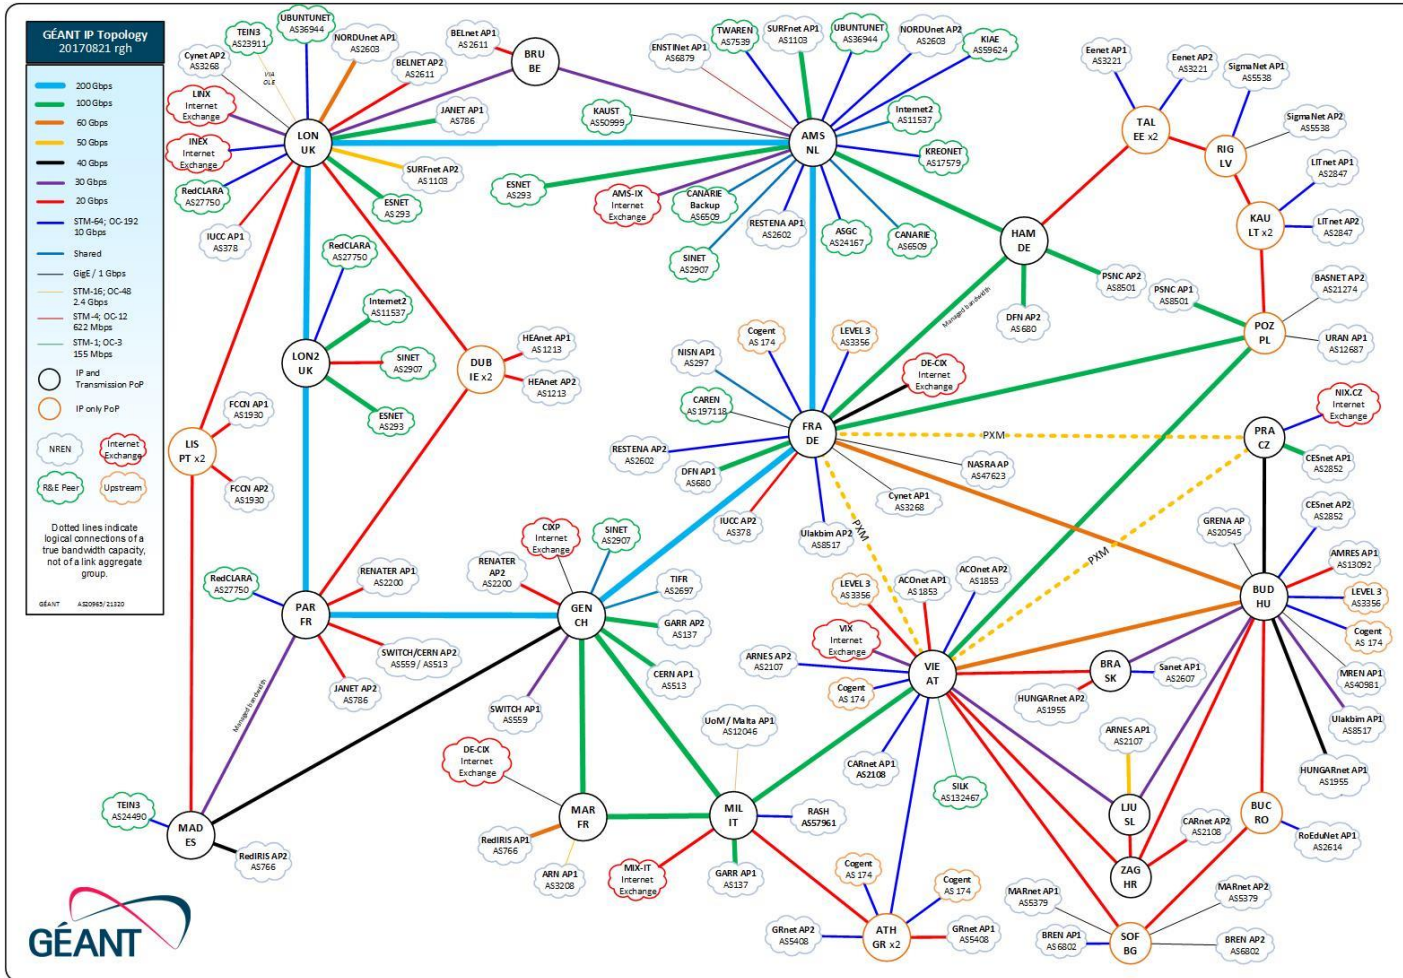 GÉANT IP Topology
20170821 rgh
200 Gbps
100 Gbps
60 Gbps
50 Gbps
40 Gbps
30 Gbps
20 Gbps
STM-64; OC-192
10 Gbps
Shared
GigE / 1 Gbps
STM-16; OC-48
2.4 Gbps
STM-4; OC-12
622 Mbps
STM-1; OC-3
155 Mbps
IP and
Transmission PoP
IP only PoP
NREN
Internet
Exchange
R&E Peer
Upstream
Dotted lines indicate
logical connections of a
true bandwidth capacity,
not of a link aggregate
group.
GÉANT AS20965/21320
TEIN3
AS23911
VIA
UBUNTUNET
AS36944
NORDUnet AP1
AS2603
BELnet AP1
AS2611
BRU
BE
Cynet AP2
AS3268
BELNET AP2
AS2611
LINX
Internet
Exchange
JANET AP1
AS786
LON
UK
INEX
Internet
Exchange
SURFnet AP2
AS1103
RedCLARA
AS27750
ESNET
AS293
IUCC AP1
AS378
RedCLARA
AS27750
Internet2
AS11537
LON2
UK
SINET
AS2907
ESNET
AS293
DUB
IE x2
HEAnet AP1
AS1213
HEAnet AP2
AS1213
FCCN AP1
AS1930
LIS
PT x2
FCCN AP2
AS1930
ENSTINet AP1
AS6879
TWAREN
AS7539
SURFnet AP1
AS1103
UBUNTUNET
AS36944
NORDUnet AP2
AS2603
KIAE
AS59624
KAUST
AS50999
Internet2
AS11537
AMS
NL
KREONET
AS17579
ESNET
AS293
AMS-IX
Internet
Exchange
CANARIE
Backup
AS6509
RESTENA AP1
AS2602
ASGC
AS24167
CANARIE
AS6509
SINET
AS2907
Eenet AP1
AS3221
Eenet AP2
AS3221
SigmaNet AP1
AS5538
TAL
EE x2
SigmaNet AP2
AS5538
RIG
LV
LITnet AP1
AS2847
KAU
LT x2
LITnet AP2
AS2847
HAM
DE
Managed bandwidth
DFN AP2
AS680
PSNC AP2
AS8501
PSNC AP1
AS8501
BASNET AP2
AS21274
POZ
PL
URAN AP1
AS12687
Cogent
AS 174
LEVEL 3
AS3356
NISN AP1
AS297
DE-CIX
Internet
Exchange
CAREN
AS197118
FRA
DE
PXM
RESTENA AP2
AS2602
DFN AP1
AS680
NASRA AP
AS47623
Cynet AP1
AS3268
IUCC AP2
AS378
Ulakbim AP2
AS8517
PXM
PXM
NIX.CZ
Internet
Exchange
PRA
CZ
CESnet AP1
AS2852
CESnet AP2
AS2852
GRENA AP
AS20545
AMRES AP1
AS13092
BUD
HU
LEVEL 3
AS3356
Cogent
AS 174
MREN AP1
AS40981
Ulakbim AP1
AS8517
HUNGARnet AP1
AS1955
CIXP
Internet
Exchange
SINET
AS2907
RENATER
AP2
AS2200
TIFR
AS2697
GEN
CH
GARR AP2
AS137
CERN AP1
AS513
SWITCH AP1
AS559
RedCLARA
AS27750
RENATER AP1
AS2200
PAR
FR
SWITCH/CERN AP2
AS559 / AS513
JANET AP2
AS786
Managed bandwidth
LEVEL 3
AS3356
ACOnet AP1
AS1853
ACOnet AP2
AS1853
VIX
Internet
Exchange
ARNES AP2
AS2107
VIE
AT
Cogent
AS 174
CARnet AP1
AS2108
SILK
AS132467
BRA
SK
Sanet AP1
AS2607
HUNGARnet AP2
AS1955
ARNES AP1
AS2107
LJU
SL
ZAG
HR
CARnet AP2
AS2108
BUC
RO
RoEduNet AP1
AS2614
UoM / Malta AP1
AS12046
DE-CIX
Internet
Exchange
MAR
FR
MIL
IT
RASH
AS57961
RedIRIS AP1
AS766
ARN AP1
AS3208
MIX-IT
Internet
Exchange
GARR AP1
AS137
TEIN3
AS24490
MAD
ES
RedIRIS AP2
AS766
Cogent
AS 174
Cogent
AS 174
GRnet AP2
AS5408
ATH
GR x2
GRnet AP1
AS5408
MARnet AP1
AS5379
MARnet AP2
AS5379
BREN AP1
AS6802
SOF
BG
BREN AP2
AS6802
GÉANT